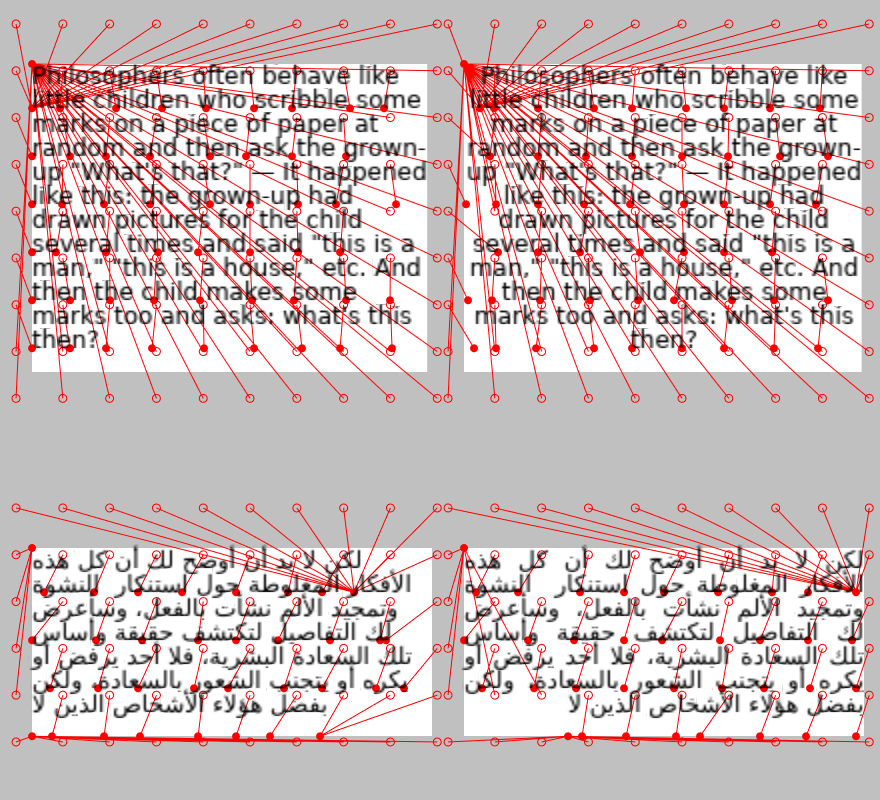 Philosophers often behave like
little children who scribble some
marks on a piece of paper at
random and then ask the grown-
up "What's that?" — It happened
like this: the grown-up had
drawn pictures for the child
several times and said "this is a
man," "this is a house," etc. And
then the child makes some
marks too and asks: what's this
then?
Philosophers often behave like
little children who scribble some
marks on a piece of paper at
random and then ask the grown-
up "What's that?" — It happened
like this: the grown-up had
drawn pictures for the child
several times and said "this is a
man," "this is a house," etc. And
then the child makes some
marks too and asks: what's this
then?
لكن لا بد أن أوضح لك أن كل هذه
الأفكار المغلوطة حول استنكار النشوة
وتمجيد الألم نشأت بالفعل، وسأعرض
لك التفاصيل لتكتشف حقيقة وأساس
تلك السعادة البشرية، فلا أحد يرفض أو
يكره أو يتجنب الشعور بالسعادة، ولكن
بفضل هؤلاء الأشخاص الذين لا
لكن لا بد أن أوضح لك أن كل هذه
الأفكار المغلوطة حول استنكار النشوة
وتمجيد الألم نشأت بالفعل، وسأعرض
لك التفاصيل لتكتشف حقيقة وأساس
تلك السعادة البشرية، فلا أحد يرفض أو
يكره أو يتجنب الشعور بالسعادة، ولكن
بفضل هؤلاء الأشخاص الذين لا